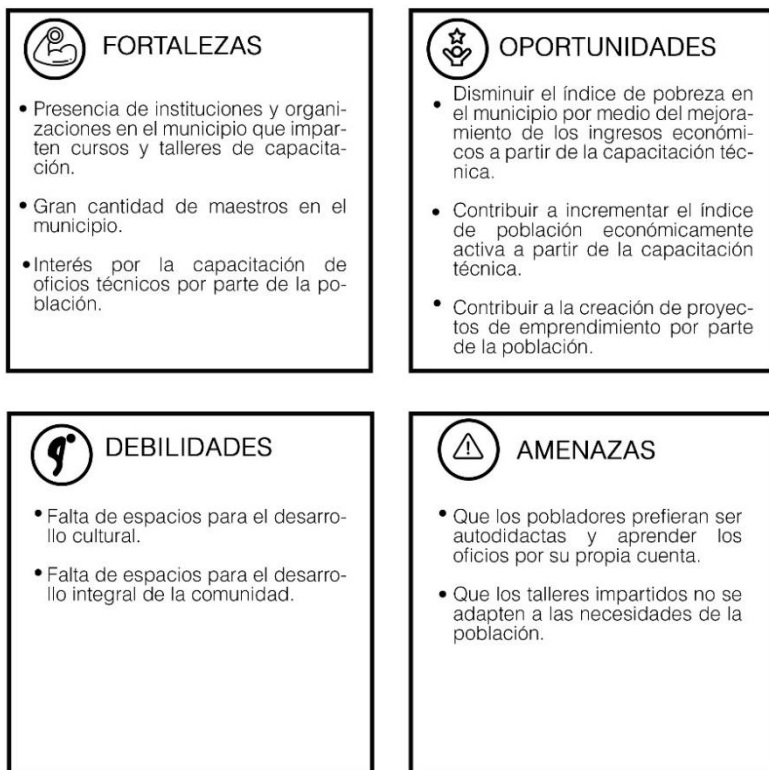 FORTALEZAS
• Presencia de instituciones y organi-
zaciones en el municipio que impar-
ten cursos y talleres de capacita-
ción.
• Gran cantidad de maestros en el
municipio.
• Interés por la capacitación de
oficios técnicos por parte de la po-
blación.
OPORTUNIDADES
• Disminuir el índice de pobreza en
el municipio por medio del mejora-
miento de los ingresos económi-
cos a partir de la capacitación téc-
nica.
• Contribuir a incrementar el índice
de población económicamente
activa a partir de la capacitación
técnica.
• Contribuir a la creación de proyec-
tos de emprendimiento por parte
de la población.
DEBILIDADES
• Falta de espacios para el desarro-
llo cultural.
• Falta de espacios para el desarro-
llo integral de la comunidad.
AMENAZAS
• Que los pobladores prefieran ser
autodidactas y aprender los
oficios por su propia cuenta.
• Que los talleres impartidos no se
adapten a las necesidades de la
población.